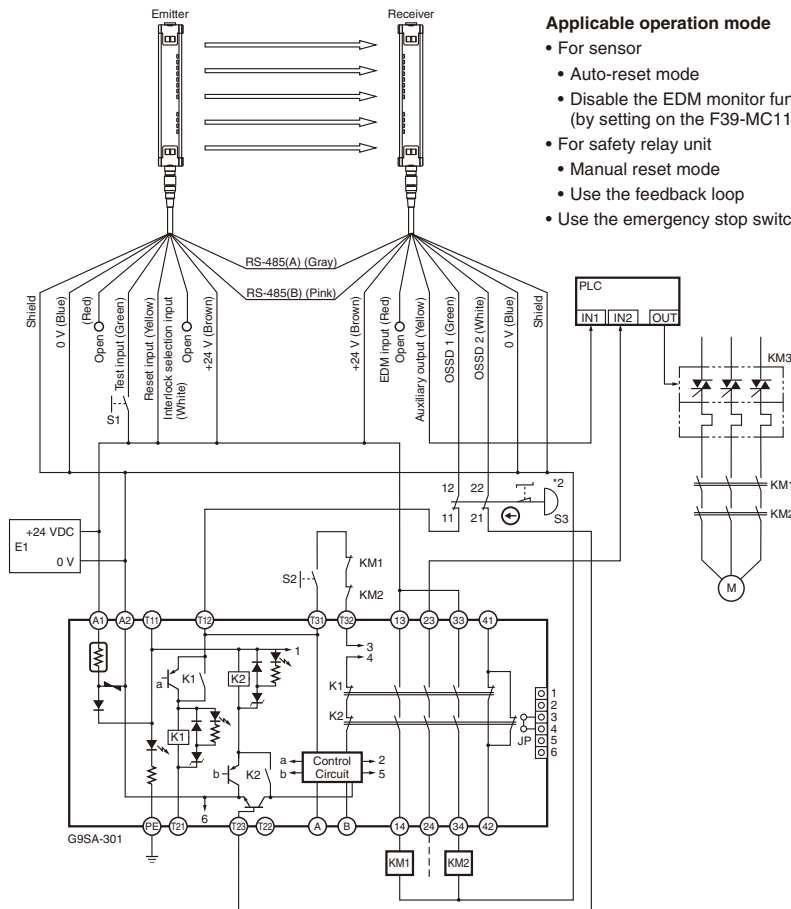 Emitter
Receiver
Applicable operation mode
• For sensor
• Auto-reset mode
• Disable the EDM monitor fun
(by setting on the F39-MC11
• For safety relay unit
• Manual reset mode
• Use the feedback loop
• Use the emergency stop switc
RS-485(A) (Gray)
RS-485(B) (Pink)
Shield
0 V (Blue)
(Red)
Open
Test input (Green)
Reset input (Yellow)
Interlock selection input
(White)
Open
+24 V (Brown)
+24 V (Brown)
EDM input (Red)
Open
Auxiliary output (Yellow)
OSSD 1 (Green)
OSSD 2 (White)
0 V (Blue)
Shield
PLC
IN1 IN2 OUT
KM3
S1
12 22 *2
11 21 S3
KM1
KM2
+24 VDC
E1
0 V
S2
KM1
KM2
M
A1 A2 T11 T12 T31 T32 13 23 33 41
1
3
4
a K1 K2
K1
K1
K2
b K2
a Control 2
b Circuit 5
6
1
2
3
4
5
6
JP
PE T21 T23 T22 A B 14 24 34 42
G9SA-301
KM1 KM2